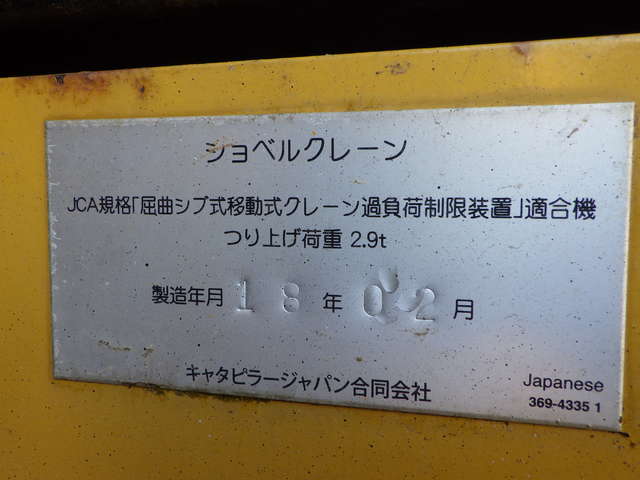 ショベルクレーン
JCA規格「屈曲ジブ式移動式クレーン過負荷制限装置」適合機
つり上げ荷重 2.9t
製造年月 18 年 02 月
キャタピラージャパン合同会社
Japanese
369-4335 1